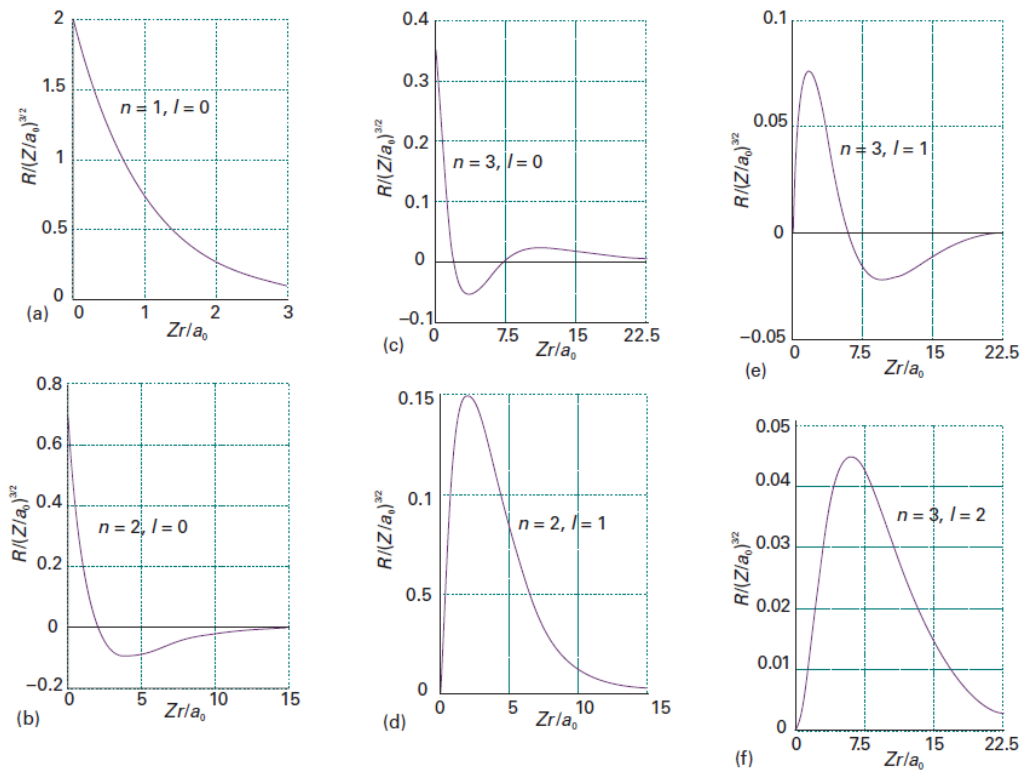 2
1.5
1
0.5
0
R/(Z/a₀)^3/2
n = 1, l = 0
0 1 2 3
Zr/a₀
(a)
0.4
0.3
0.2
0.1
0
–0.1
R/(Z/a₀)^3/2
n = 3, l = 0
0 7.5 15 22.5
Zr/a₀
(c)
0.1
0.05
0
–0.05
R/(Z/a₀)^3/2
n = 3, l = 1
0 7.5 15 22.5
Zr/a₀
(e)
0.8
0.6
0.4
0.2
0
–0.2
R/(Z/a₀)^3/2
n = 2, l = 0
0 5 10 15
Zr/a₀
(b)
0.15
0.1
0.5
0
R/(Z/a₀)^3/2
n = 2, l = 1
0 5 10 15
Zr/a₀
(d)
0.05
0.04
0.03
0.02
0.01
0
R/(Z/a₀)^3/2
n = 3, l = 2
0 7.5 15 22.5
Zr/a₀
(f)